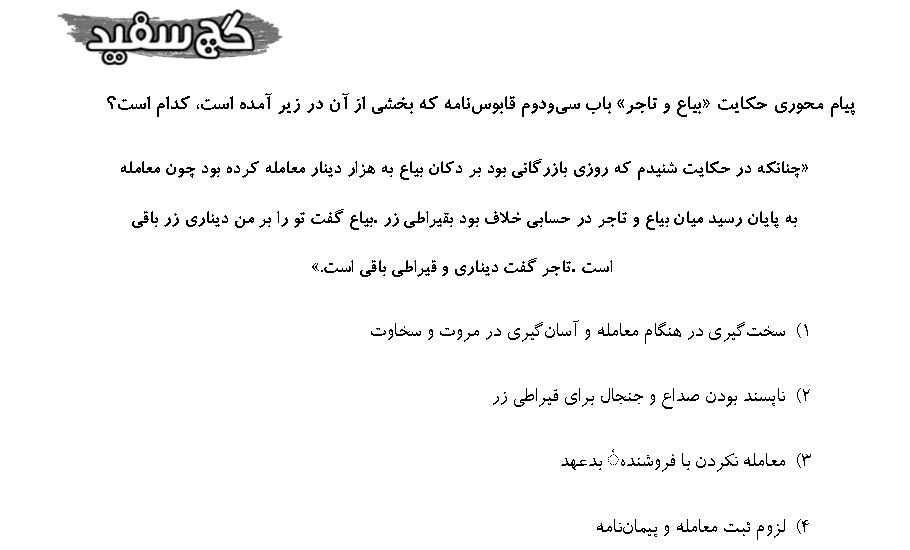 گچ سفید
پیام محوری حکایت «بیاع و تاجر» باب سی‌ودوم قابوس‌نامه که بخشی از آن در زیر آمده است، کدام است؟
«چنانکه در حکایت شنیدم که روزی بازرگانی بود بر دکان بیاع به هزار دینار معامله کرده بود چون معامله
به پایان رسید میان بیاع و تاجر در حسابی خلاف بود بقیراطی زر .بیاع گفت تو را بر من دیناری زر باقی
است .تاجر گفت دیناری و قیراطی باقی است.»
۱) سخت‌گیری در هنگام معامله و آسان‌گیری در مروت و سخاوت
۲) ناپسند بودن صداع و جنجال برای قیراطی زر
۳) معامله نکردن با فروشندهٔ بدعهد
۴) لزوم ثبت معامله و پیمان‌نامه